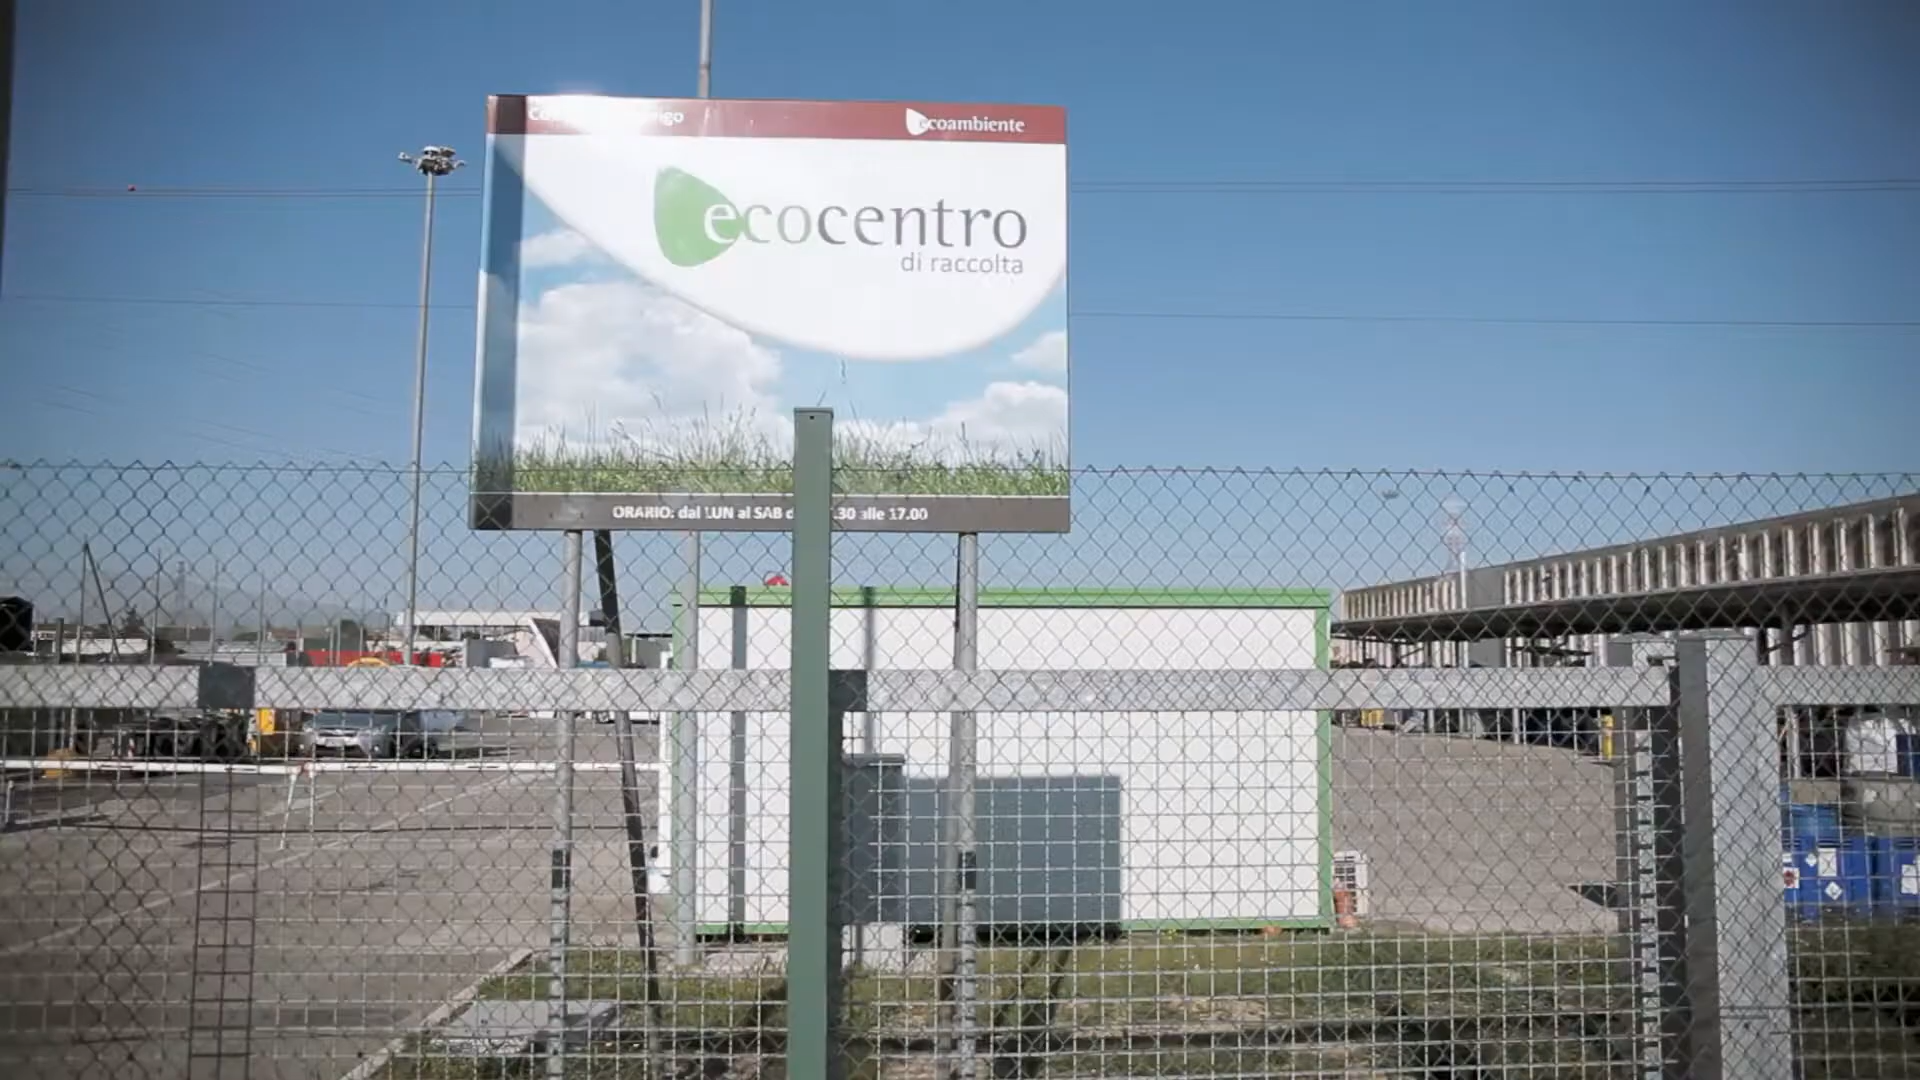 ecoambiente
ecocentro
di raccolta
ORARIO: dal LUN al SAB .30 alle 17.00